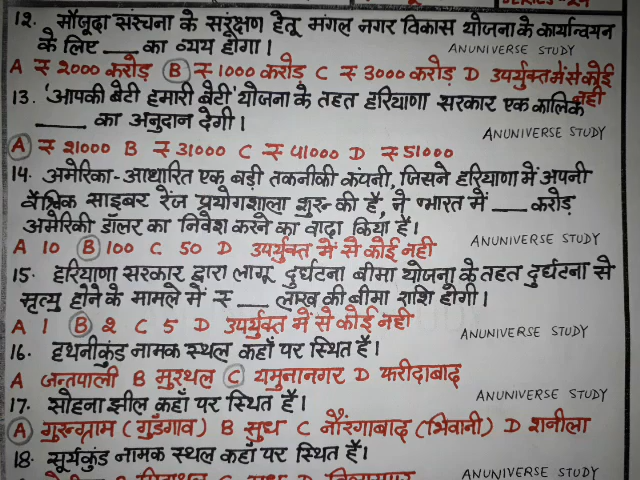 12. मौजूदा संरचना के संरक्षण हेतू मंगल नगर विकास योजना के कार्यान्वयन
के लिए ___ का व्यय होगा।
ANUNIVERSE STUDY
A ₹ 2000 करोड़ B ₹ 1000 करोड़ C ₹ 3000 करोड़ D उपर्युक्त में से कोई नही
13. 'आपकी बेटी हमारी बेटी' योजना के तहत हरियाणा सरकार एक कालिक
____ का अनुदान देगी।
ANUNIVERSE STUDY
A ₹ 21000 B ₹ 31000 C ₹ 41000 D ₹ 51000
14. अमेरिका-आधारित एक बड़ी तकनीकी कंपनी, जिसने हरियाणा में अपनी
वैश्विक साइबर रेंज प्रयोगशाला शुरू की है, ने भारत में ___ करोड़
अमेरिकी डॉलर का निवेश करने का वादा किया है।
ANUNIVERSE STUDY
A 10 B 100 C 50 D उपर्युक्त में से कोई नही
15. हरियाणा सरकार द्वारा लागू दुर्घटना बीमा योजना के तहत दुर्घटना से
मृत्यु होने के मामले में ₹ ___ लाख की बीमा राशि होगी।
A 1 B 2 C 5 D उपर्युक्त में से कोई नही
ANUNIVERSE STUDY
16. हथनीकुंड नामक स्थल कहाँ पर स्थित है।
A जन्तपाली B मुरथल C यमुनानगर D फरीदाबाद
ANUNIVERSE STUDY
17. सोहना झील कहाँ पर स्थित है।
A गुरुग्राम (गुडगाव) B सुध C नौरंगाबाद (भिवानी) D शनीला
18. सूर्यकुंड नामक स्थल कहाँ पर स्थित है।
ANUNIVERSE STUDY